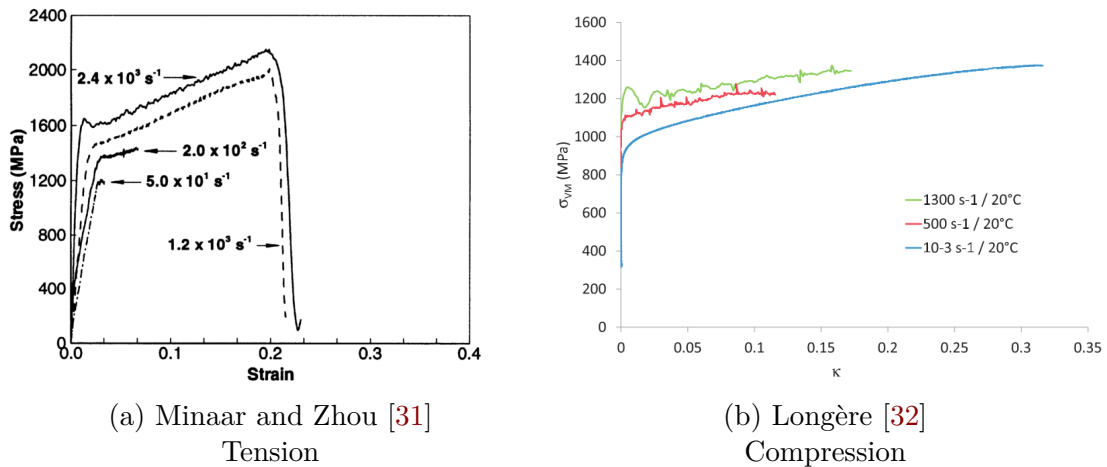 2400
2000
1600
1200
800
400
0
0.0
0.1
0.2
0.3
0.4
Stress (MPa)
Strain
2.4 x 10³ s⁻¹
2.0 x 10² s⁻¹
5.0 x 10¹ s⁻¹
1.2 x 10³ s⁻¹
(a) Minaar and Zhou [31]
Tension
1600
1400
1200
1000
800
600
400
200
0
0
0.05
0.1
0.15
0.2
0.25
0.3
0.35
σVM (MPa)
κ
1300 s-1 / 20°C
500 s-1 / 20°C
10-3 s-1 / 20°C
(b) Longère [32]
Compression